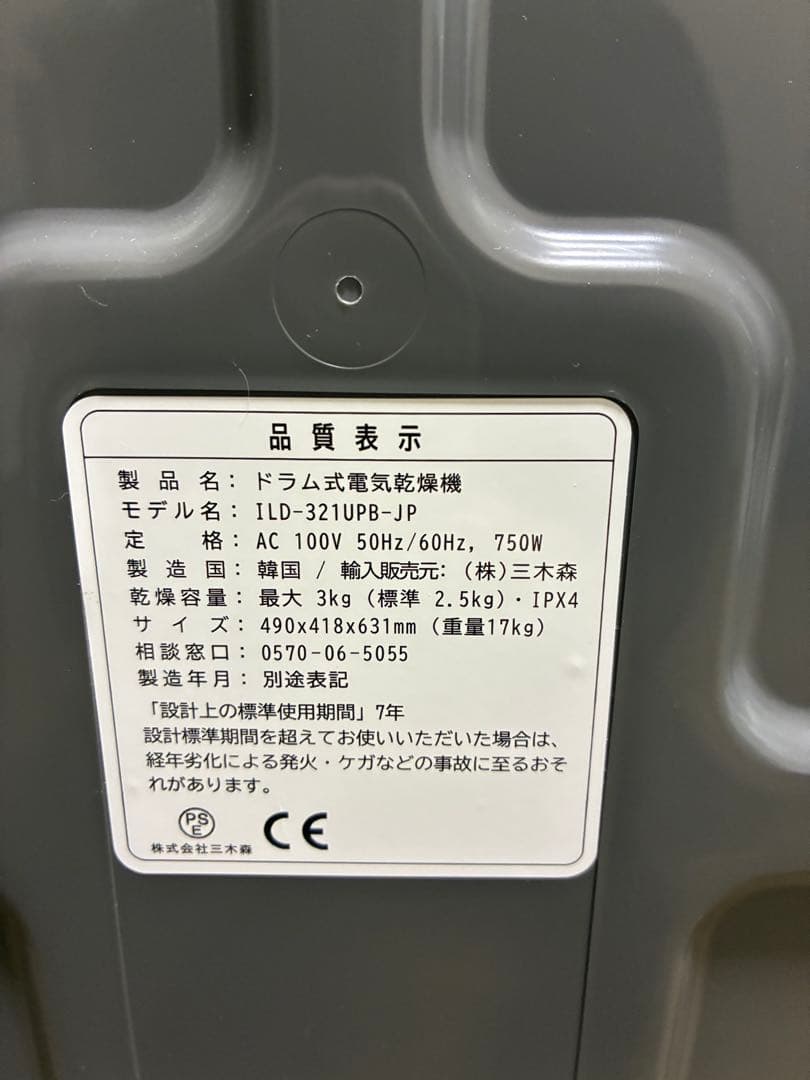 品質表示
製品名：ドラム式電気乾燥機
モデル名：ILD-321UPB-JP
定格：AC 100V 50Hz/60Hz, 750W
製造国：韓国 / 輸入販売元：(株)三木森
乾燥容量：最大 3kg (標準 2.5kg)・IPX4
サイズ：490x418x631mm (重量17kg)
相談窓口：0570-06-5055
製造年月：別途表記
「設計上の標準使用期間」7年
設計標準期間を超えてお使いいただいた場合は、
経年劣化による発火・ケガなどの事故に至るおそ
れがあります。
PS
E
CE
株式会社三木森